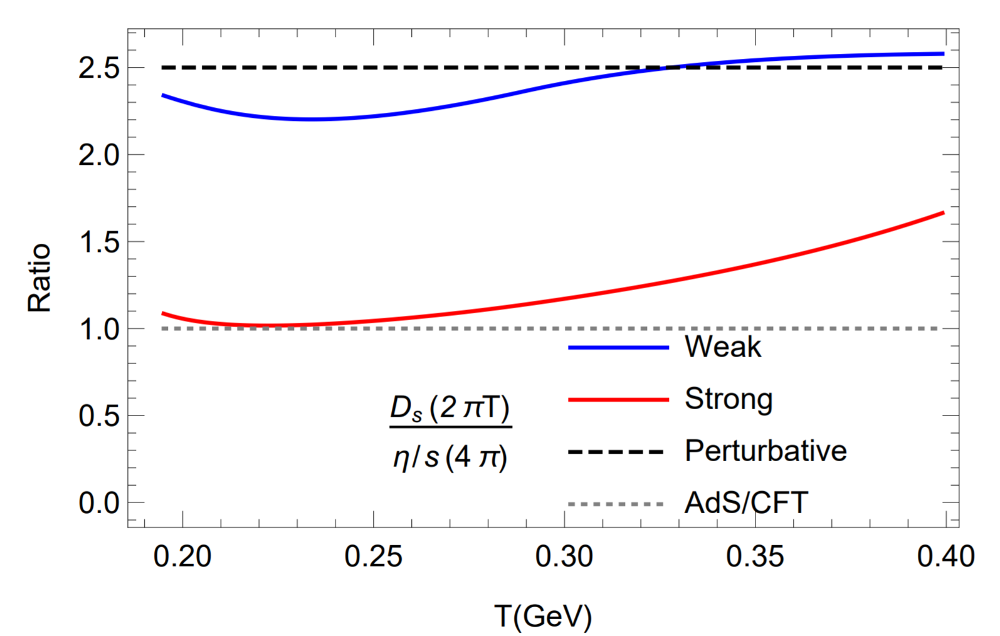 2.5
2.0
1.5
1.0
0.5
0.0
Ratio
Weak
Strong
Perturbative
AdS/CFT
D_s (2 πT)
η/s (4 π)
0.20 0.25 0.30 0.35 0.40
T(GeV)